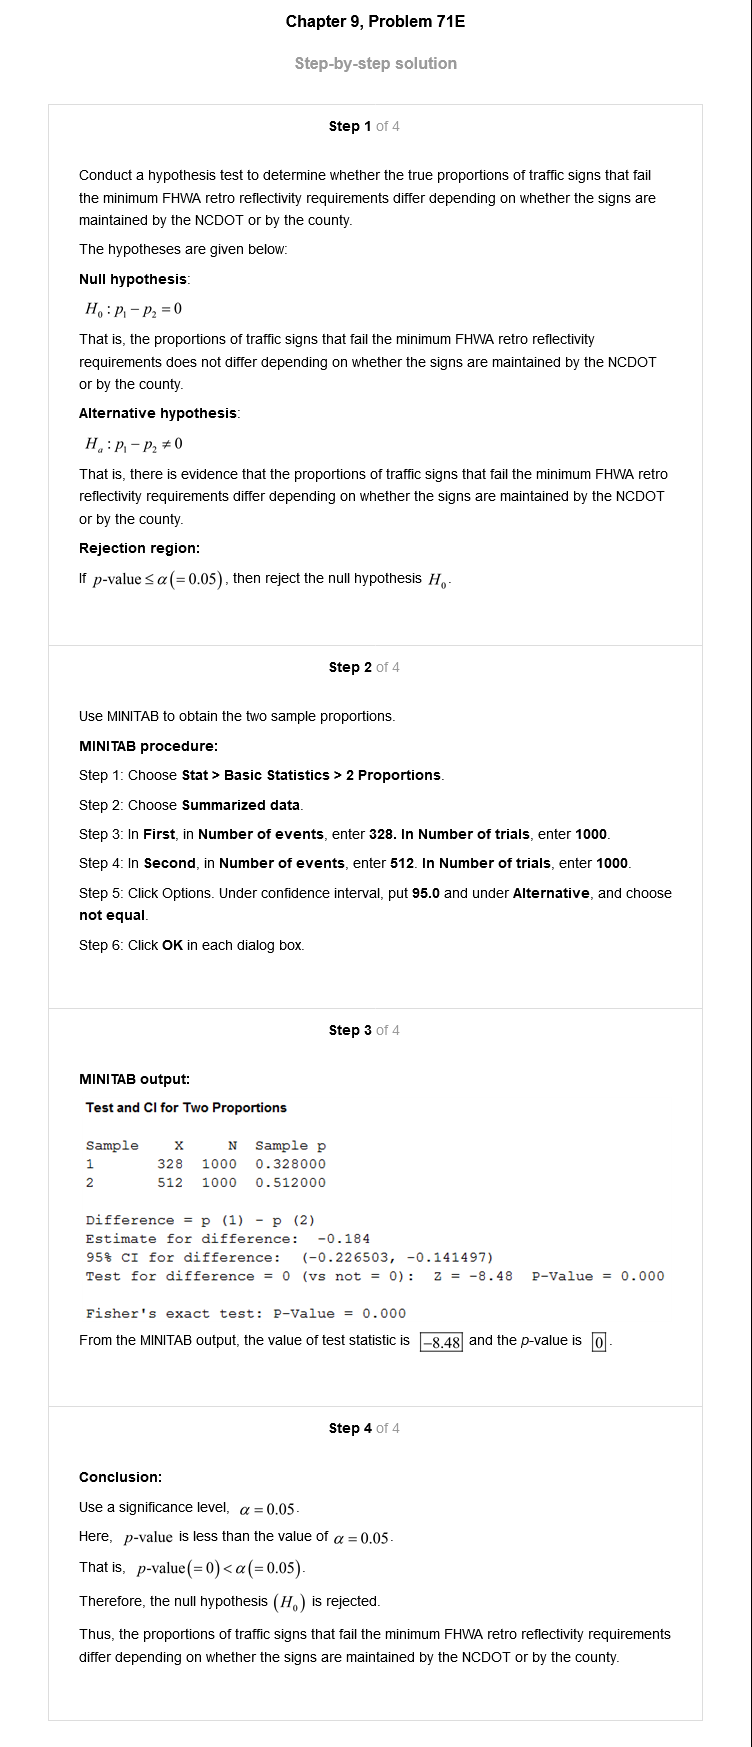 Chapter 9, Problem 71E
Step-by-step solution
Step 1 of 4
Conduct a hypothesis test to determine whether the true proportions of traffic signs that fail
the minimum FHWA retro reflectivity requirements differ depending on whether the signs are
maintained by the NCDOT or by the county.
The hypotheses are given below:
Null hypothesis:
H₀ : p₁ − p₂ = 0
That is, the proportions of traffic signs that fail the minimum FHWA retro reflectivity
requirements does not differ depending on whether the signs are maintained by the NCDOT
or by the county.
Alternative hypothesis:
Hₐ : p₁ − p₂ ≠ 0
That is, there is evidence that the proportions of traffic signs that fail the minimum FHWA retro
reflectivity requirements differ depending on whether the signs are maintained by the NCDOT
or by the county.
Rejection region:
If p-value ≤ α (= 0.05), then reject the null hypothesis H₀.
Step 2 of 4
Use MINITAB to obtain the two sample proportions.
MINITAB procedure:
Step 1: Choose Stat > Basic Statistics > 2 Proportions.
Step 2: Choose Summarized data.
Step 3: In First, in Number of events, enter 328. In Number of trials, enter 1000.
Step 4: In Second, in Number of events, enter 512. In Number of trials, enter 1000.
Step 5: Click Options. Under confidence interval, put 95.0 and under Alternative, and choose
not equal.
Step 6: Click OK in each dialog box.
Step 3 of 4
MINITAB output:
Test and CI for Two Proportions
Sample X N Sample p
1 328 1000 0.328000
2 512 1000 0.512000
Difference = p (1) - p (2)
Estimate for difference: -0.184
95% CI for difference: (-0.226503, -0.141497)
Test for difference = 0 (vs not = 0): Z = -8.48 P-Value = 0.000
Fisher's exact test: P-Value = 0.000
From the MINITAB output, the value of test statistic is −8.48 and the p-value is 0.
Step 4 of 4
Conclusion:
Use a significance level, α = 0.05.
Here, p-value is less than the value of α = 0.05.
That is, p-value (= 0) < α (= 0.05).
Therefore, the null hypothesis (H₀) is rejected.
Thus, the proportions of traffic signs that fail the minimum FHWA retro reflectivity requirements
differ depending on whether the signs are maintained by the NCDOT or by the county.